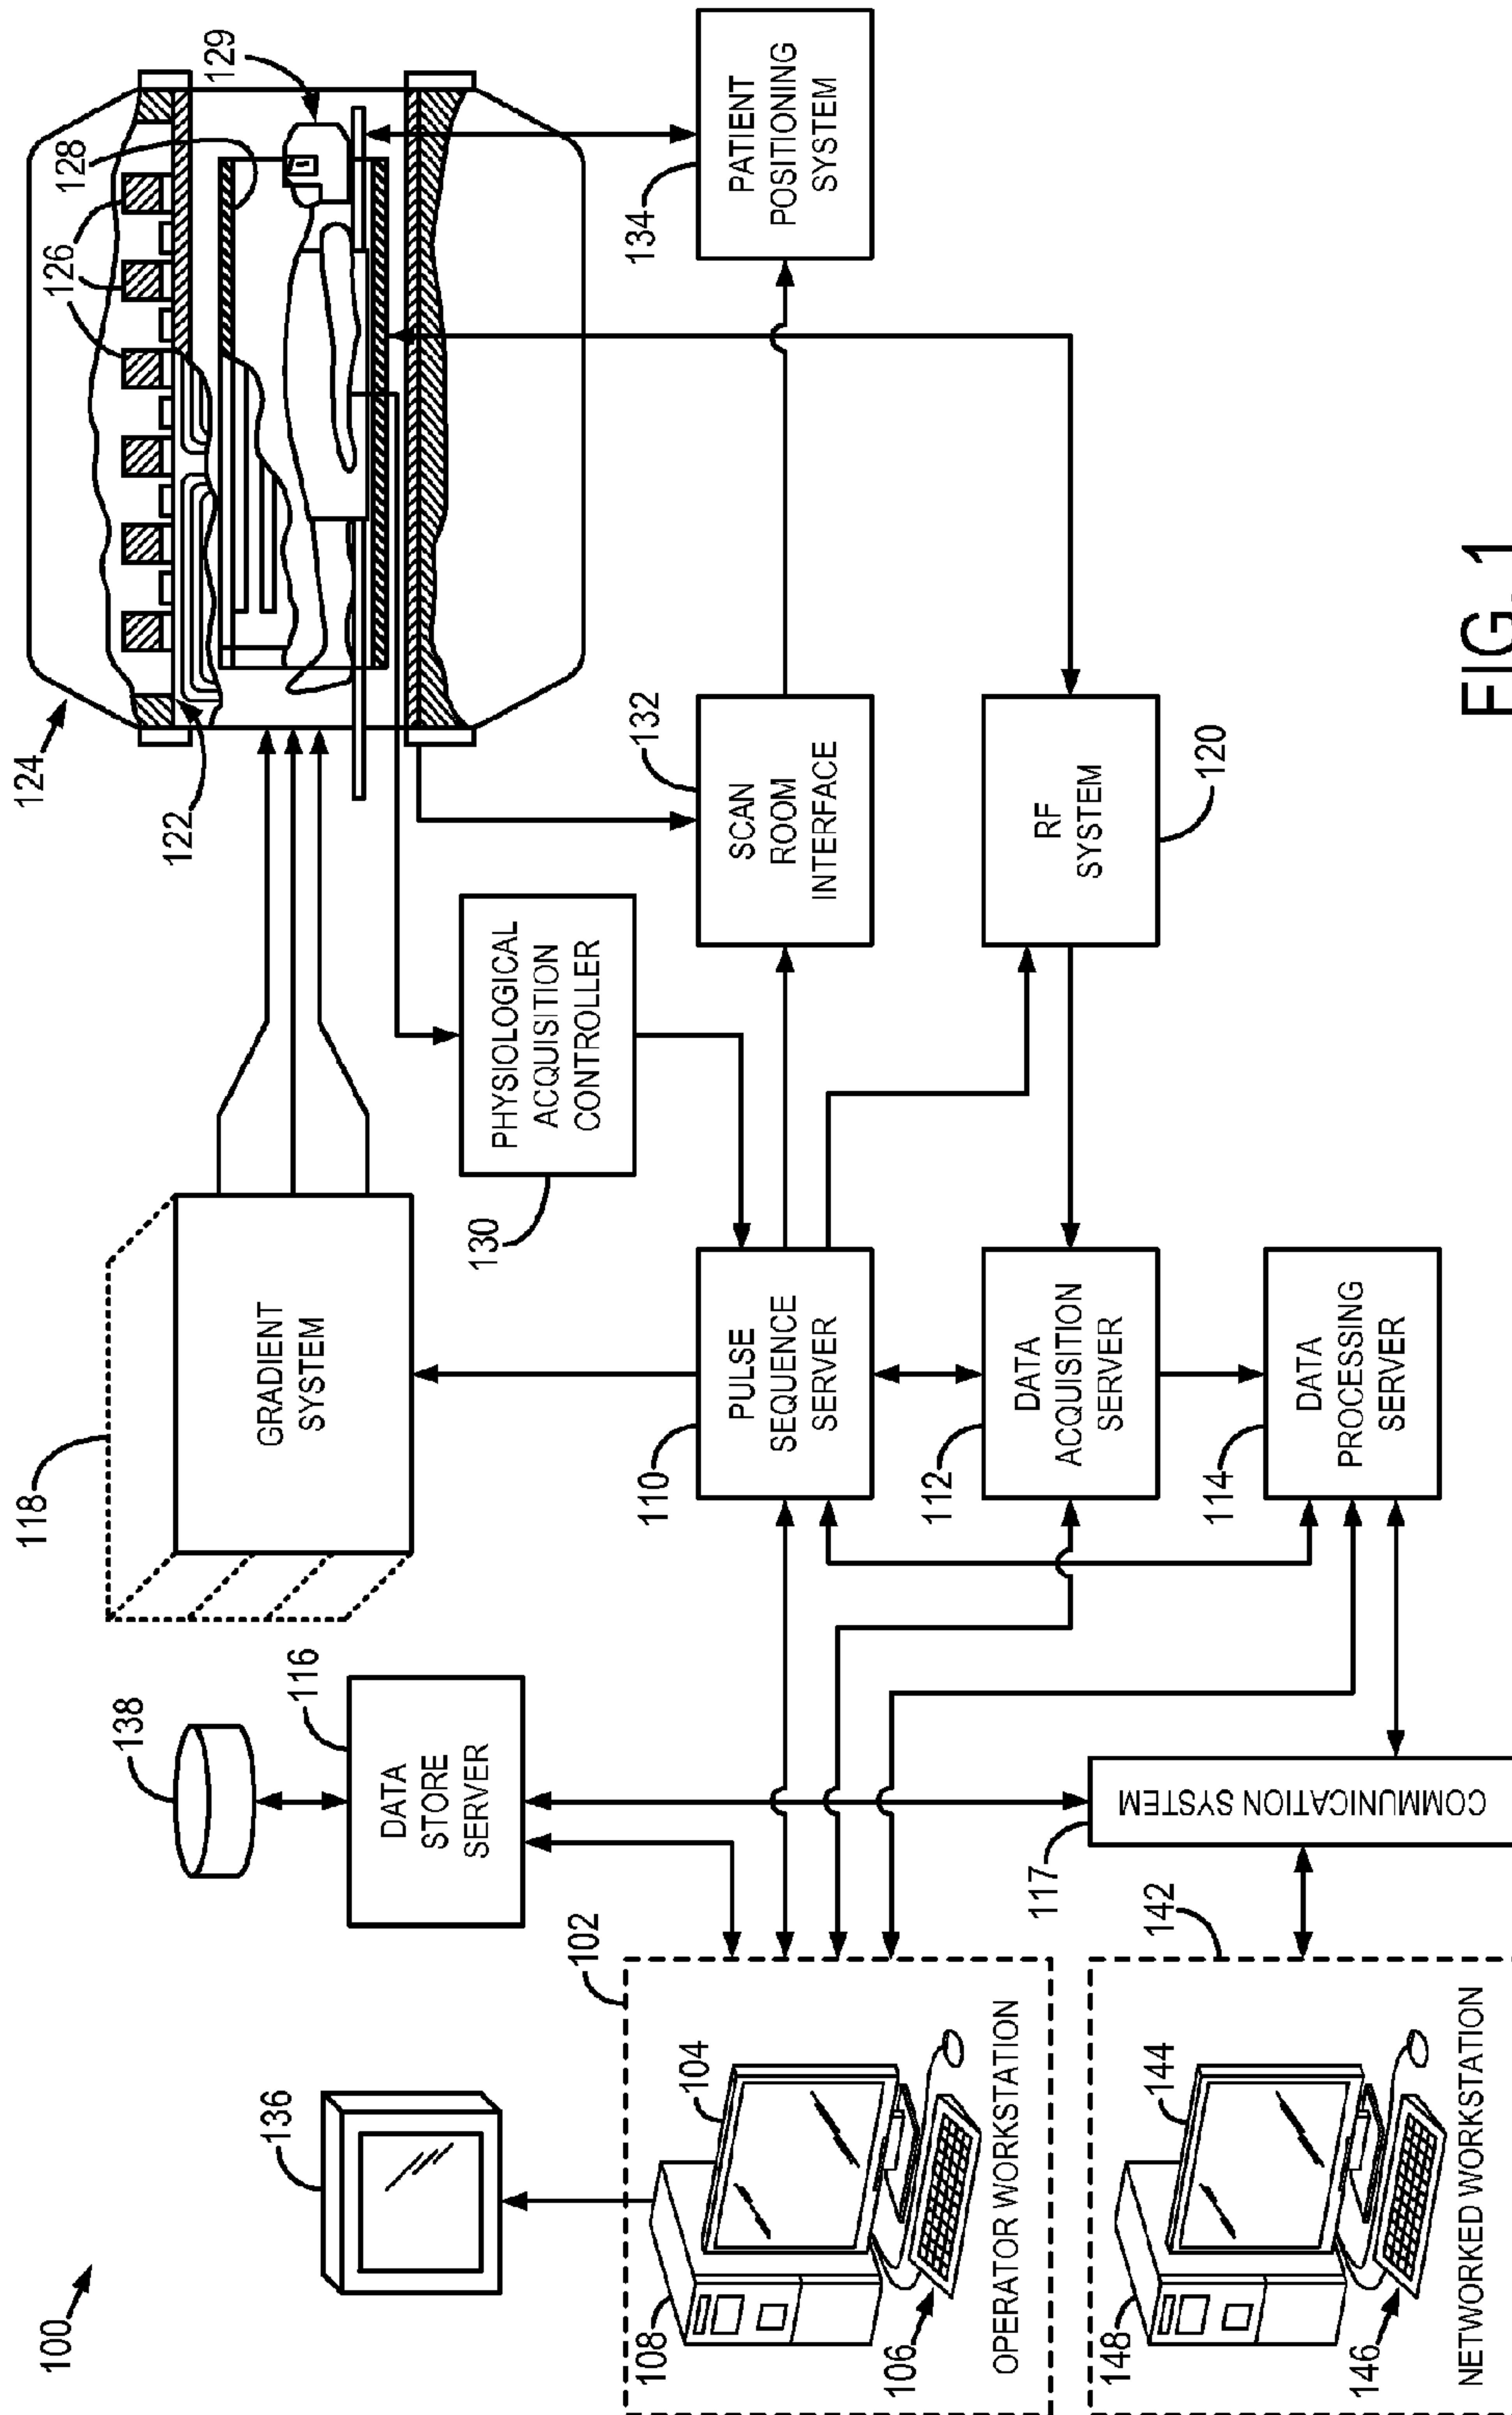 100
136
138
116
DATA
STORE
SERVER
118
GRADIENT
SYSTEM
124
122
126
128
129
PHYSIOLOGICAL
ACQUISITION
CONTROLLER
130
102
104
108
106
OPERATOR WORKSTATION
110
PULSE
SEQUENCE
SERVER
132
SCAN
ROOM
INTERFACE
134
PATIENT
POSITIONING
SYSTEM
112
DATA
ACQUISITION
SERVER
RF
SYSTEM
120
117
COMMUNICATION SYSTEM
114
DATA
PROCESSING
SERVER
142
144
148
146
NETWORKED WORKSTATION
FIG. 1